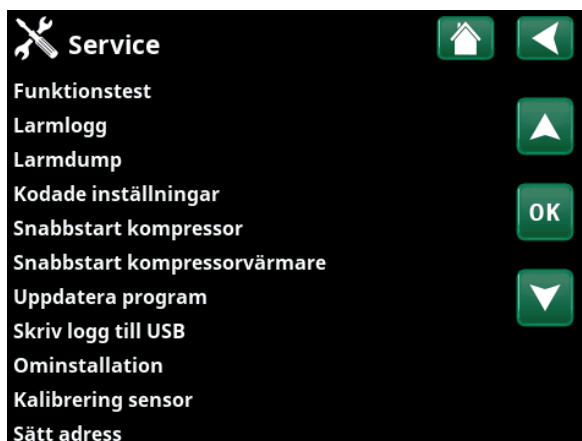 Service
Funktionstest
Larmlogg
Larmdump
Kodade inställningar
OK
Snabbstart kompressor
Snabbstart kompressorvärmare
Uppdatera program
Skriv logg till USB
Ominstallation
Kalibrering sensor
Sätt adress